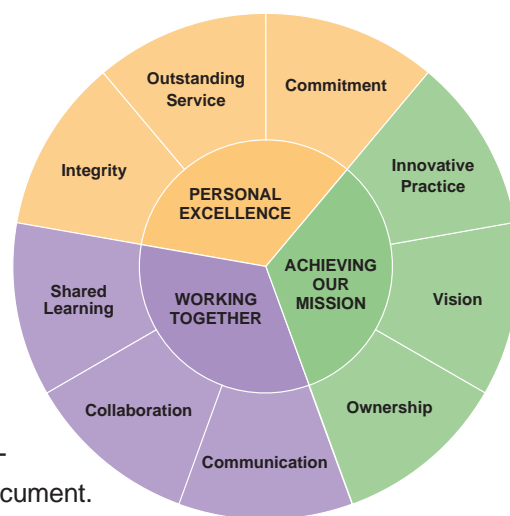 Outstanding
Service
Commitment
Integrity
Innovative
Practice
PERSONAL
EXCELLENCE
ACHIEVING
OUR
MISSION
WORKING
TOGETHER
Shared
Learning
Vision
Collaboration
Ownership
Communication
-
cument.